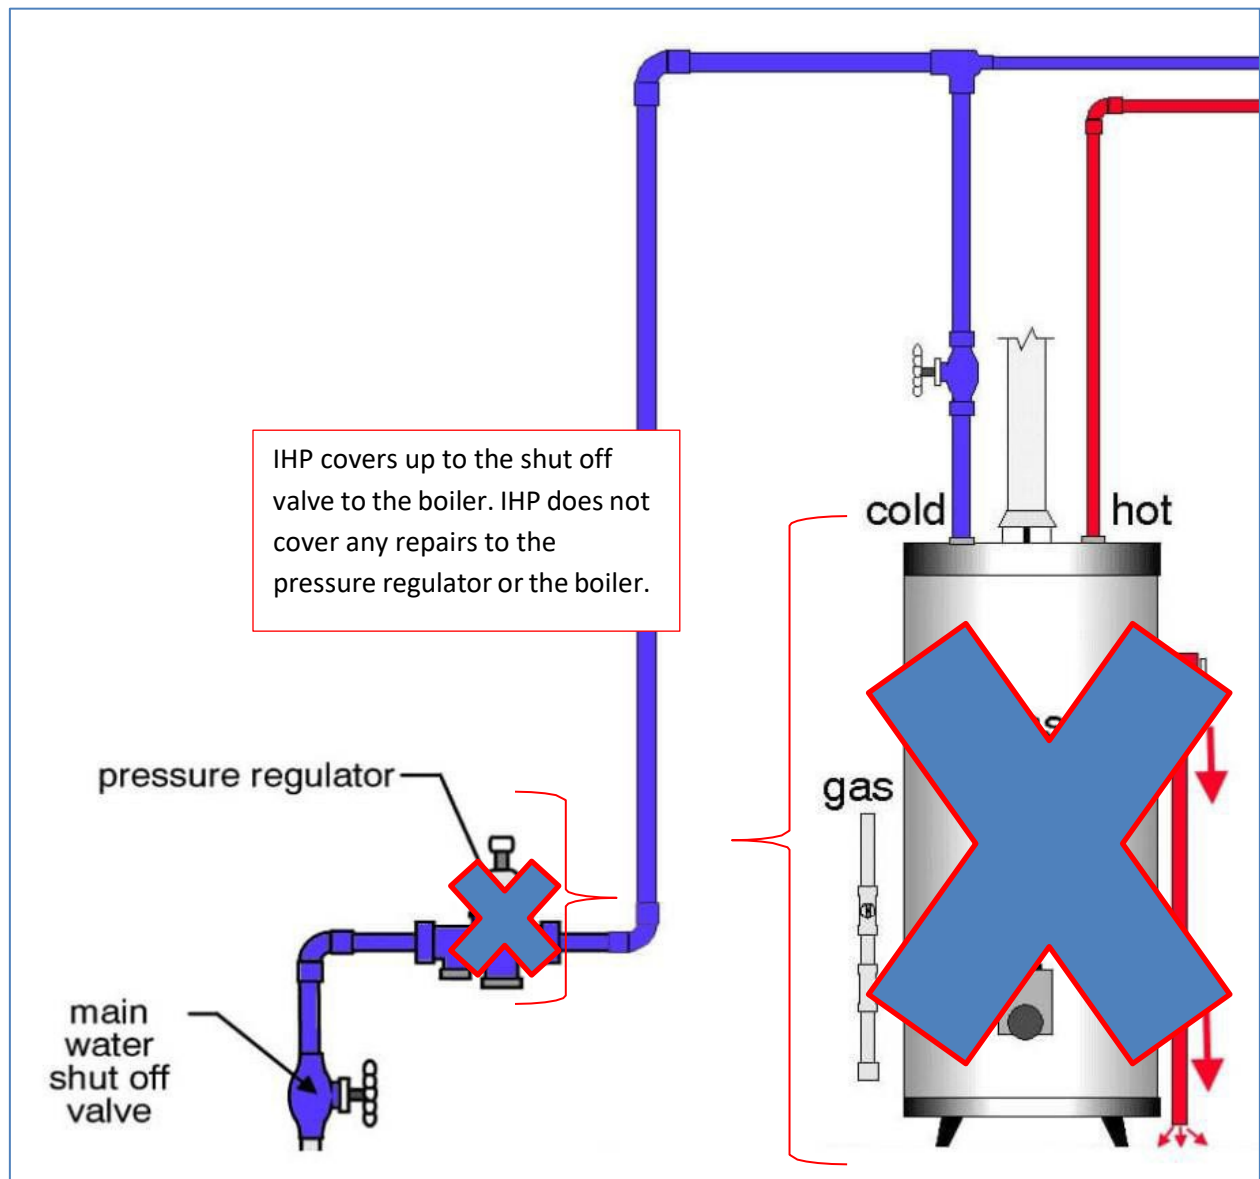 IHP covers up to the shut off
valve to the boiler. IHP does not
cover any repairs to the
pressure regulator or the boiler.
cold
hot
pressure regulator
gas
main
water
shut off
valve